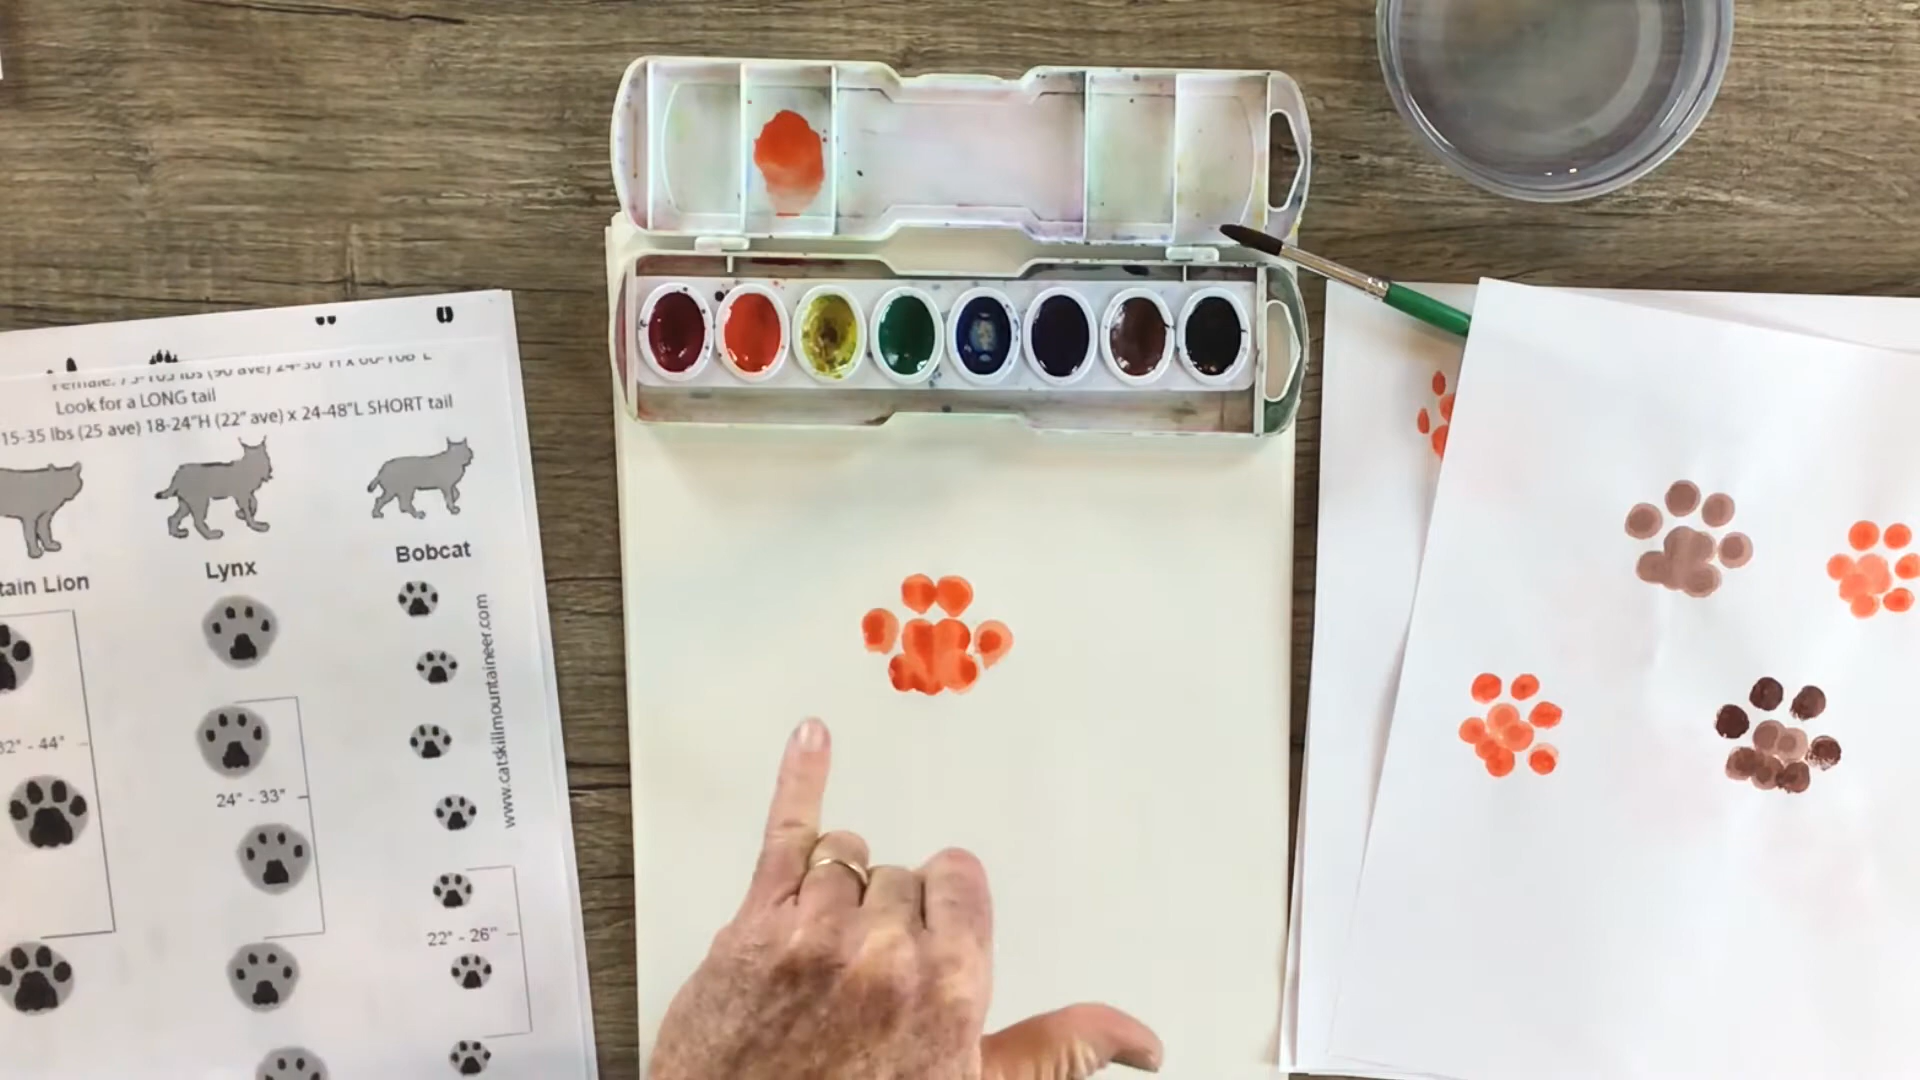 Look for a LONG tail
15-35 lbs (25 ave) 18-24"H (22" ave) x 24-48"L SHORT tail
tain Lion
Lynx
Bobcat
32" - 44"
24" - 33"
22" - 26"
www.catskillmountaineer.com